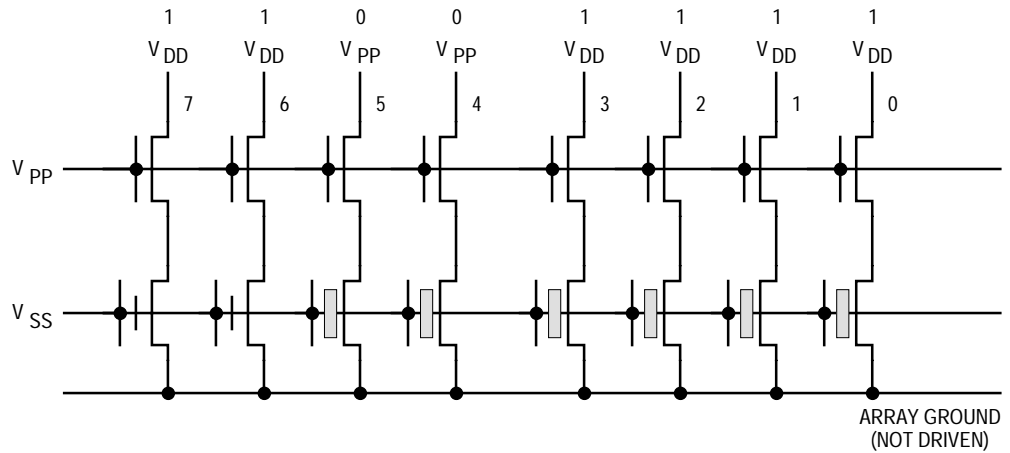 1 1 0 0 1 1 1 1
V DD V DD V PP V PP V DD V DD V DD V DD
7 6 5 4 3 2 1 0
V PP
V SS
ARRAY GROUND
(NOT DRIVEN)